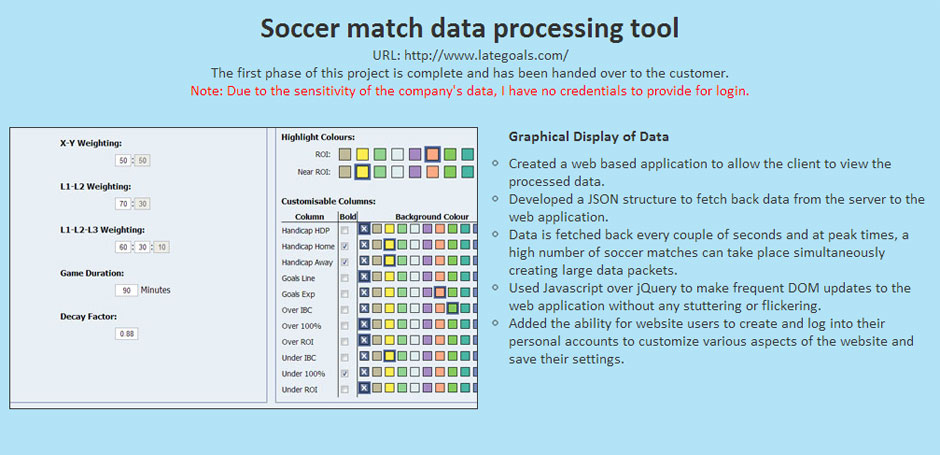 Soccer match data processing tool
URL: http://www.lategoals.com/
The first phase of this project is complete and has been handed over to the customer.
Note: Due to the sensitivity of the company's data, I have no credentials to provide for login.
X-Y Weighting:
50 : 50
L1-L2 Weighting:
70 : 30
L1-L2-L3 Weighting:
60 : 30 : 10
Game Duration:
90 Minutes
Decay Factor:
0.88
Highlight Colours:
ROI:
Near ROI:
Customisable Columns:
Column Bold Background Colour
Handicap HDP X
Handicap Home X
Handicap Away X
Goals Line X
Goals Exp X
Over IBC X
Over 100% X
Over ROI X
Under IBC X
Under 100% X
Under ROI X
Graphical Display of Data
Created a web based application to allow the client to view the
processed data.
Developed a JSON structure to fetch back data from the server to the
web application.
Data is fetched back every couple of seconds and at peak times, a
high number of soccer matches can take place simultaneously
creating large data packets.
Used Javascript over jQuery to make frequent DOM updates to the
web application without any stuttering or flickering.
Added the ability for website users to create and log into their
personal accounts to customize various aspects of the website and
save their settings.